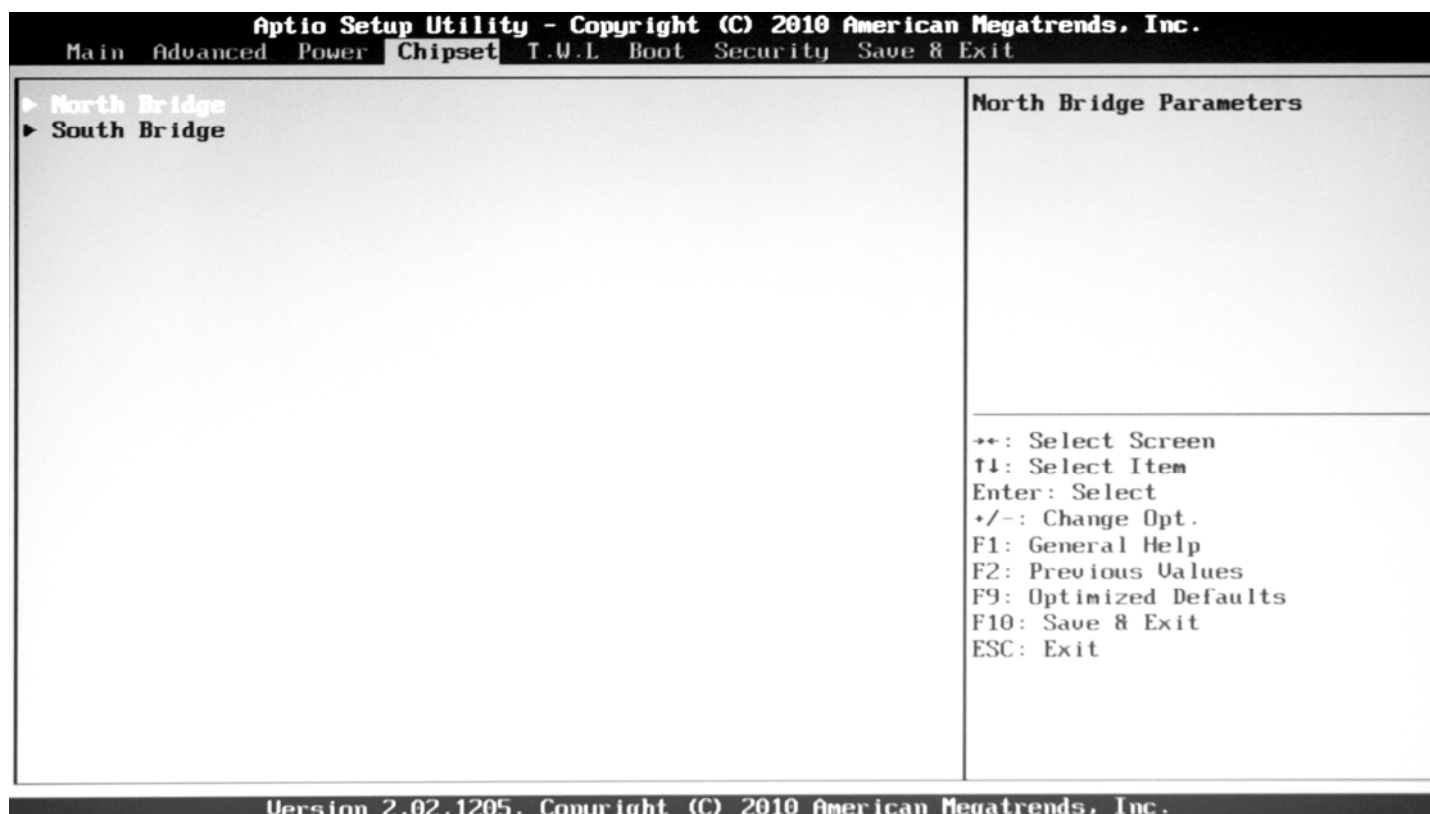 Aptio Setup Utility - Copyright (C) 2010 American Megatrends, Inc.
Main Advanced Power Chipset T.W.L Boot Security Save & Exit
► North Bridge
► South Bridge
North Bridge Parameters
→←: Select Screen
↑↓: Select Item
Enter: Select
+/-: Change Opt.
F1: General Help
F2: Previous Values
F9: Optimized Defaults
F10: Save & Exit
ESC: Exit
Version 2.02.1205. Copyright (C) 2010 American Megatrends, Inc.